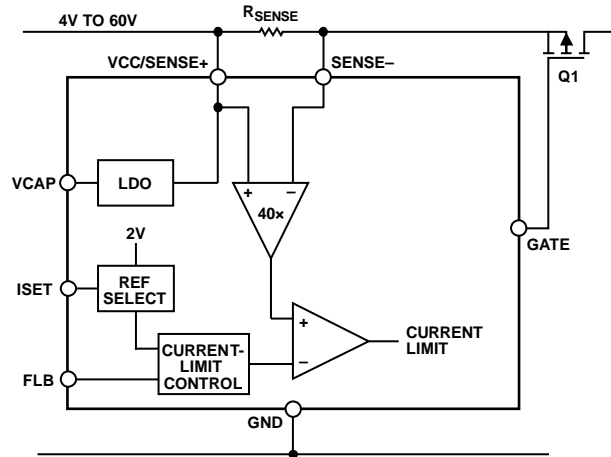 4V TO 60V
RSENSE
VCC/SENSE+
SENSE–
Q1
VCAP
LDO
+
–
40×
GATE
2V
ISET
REF
SELECT
+
–
CURRENT
LIMIT
CURRENT-
LIMIT
CONTROL
FLB
GND